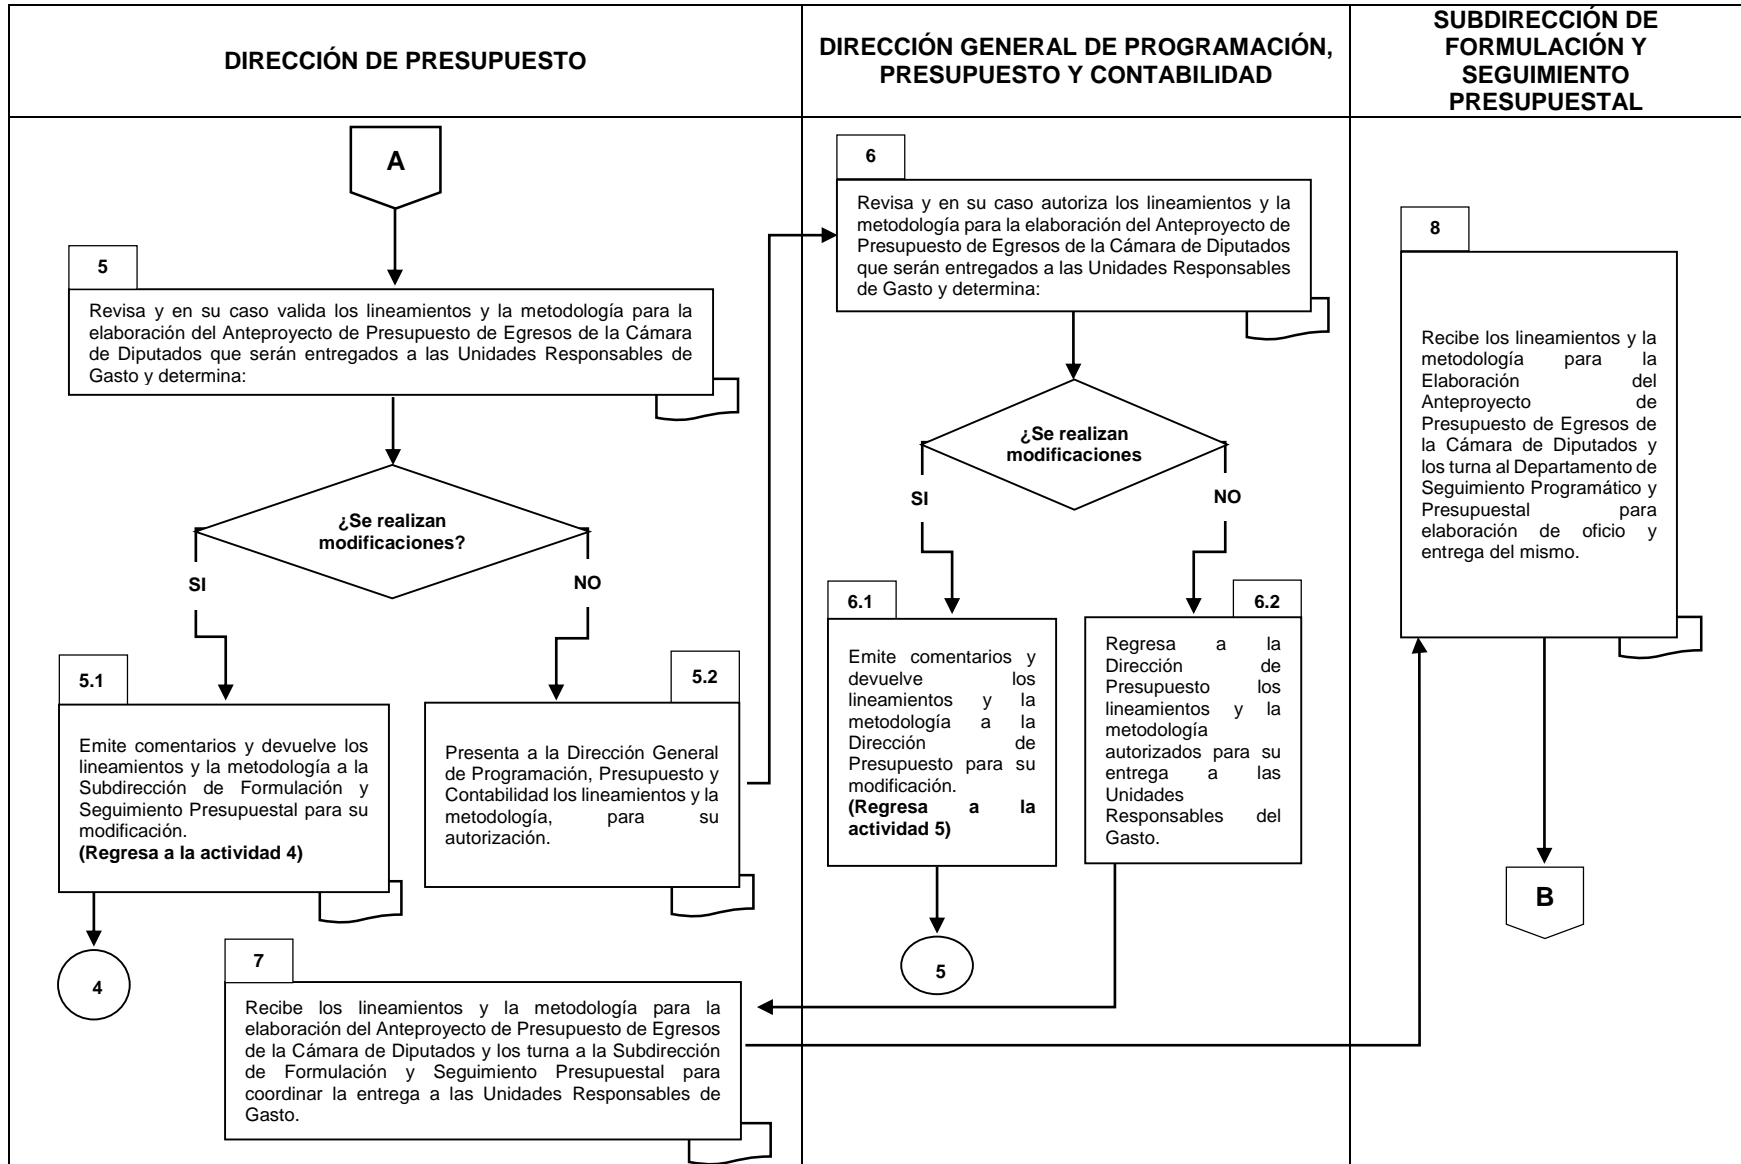 DIRECCIÓN DE PRESUPUESTO
DIRECCIÓN GENERAL DE PROGRAMACIÓN,
PRESUPUESTO Y CONTABILIDAD
SUBDIRECCIÓN DE
FORMULACIÓN Y
SEGUIMIENTO
PRESUPUESTAL
A
5
Revisa y en su caso valida los lineamientos y la metodología para la
elaboración del Anteproyecto de Presupuesto de Egresos de la Cámara
de Diputados que serán entregados a las Unidades Responsables de
Gasto y determina:
¿Se realizan
modificaciones?
SI
NO
5.1
Emite comentarios y devuelve los
lineamientos y la metodología a la
Subdirección de Formulación y
Seguimiento Presupuestal para su
modificación.
(Regresa a la actividad 4)
4
5.2
Presenta a la Dirección General
de Programación, Presupuesto y
Contabilidad los lineamientos y la
metodología, para su
autorización.
6
Revisa y en su caso autoriza los lineamientos y la
metodología para la elaboración del Anteproyecto de
Presupuesto de Egresos de la Cámara de Diputados
que serán entregados a las Unidades Responsables
de Gasto y determina:
¿Se realizan
modificaciones
SI
NO
6.1
Emite comentarios y
devuelve los
lineamientos y la
metodología a la
Dirección de
Presupuesto para su
modificación.
(Regresa a la
actividad 5)
5
6.2
Regresa a la
Dirección de
Presupuesto los
lineamientos y la
metodología
autorizados para su
entrega a las
Unidades
Responsables del
Gasto.
7
Recibe los lineamientos y la metodología para la
elaboración del Anteproyecto de Presupuesto de Egresos
de la Cámara de Diputados y los turna a la Subdirección
de Formulación y Seguimiento Presupuestal para
coordinar la entrega a las Unidades Responsables de
Gasto.
8
Recibe los lineamientos y la
metodología para la
Elaboración del
Anteproyecto de
Presupuesto de Egresos de
la Cámara de Diputados y
los turna al Departamento de
Seguimiento Programático y
Presupuestal para
elaboración de oficio y
entrega del mismo.
B